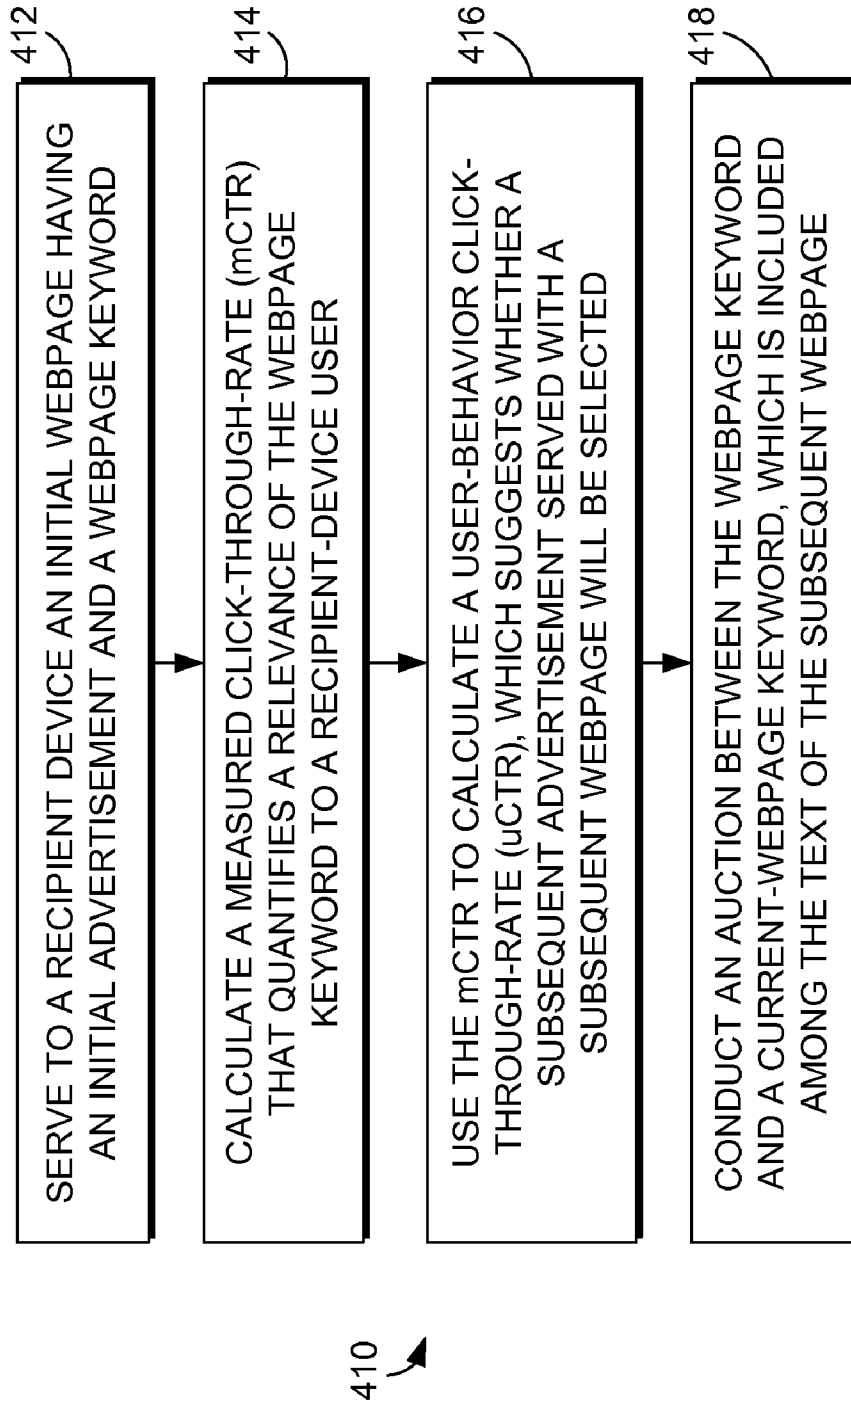 410
412
SERVE TO A RECIPIENT DEVICE AN INITIAL WEBPAGE HAVING
AN INITIAL ADVERTISEMENT AND A WEBPAGE KEYWORD
414
CALCULATE A MEASURED CLICK-THROUGH-RATE (mCTR)
THAT QUANTIFIES A RELEVANCE OF THE WEBPAGE
KEYWORD TO A RECIPIENT-DEVICE USER
416
USE THE mCTR TO CALCULATE A USER-BEHAVIOR CLICK-
THROUGH-RATE (uCTR), WHICH SUGGESTS WHETHER A
SUBSEQUENT ADVERTISEMENT SERVED WITH A
SUBSEQUENT WEBPAGE WILL BE SELECTED
418
CONDUCT AN AUCTION BETWEEN THE WEBPAGE KEYWORD
AND A CURRENT-WEBPAGE KEYWORD, WHICH IS INCLUDED
AMONG THE TEXT OF THE SUBSEQUENT WEBPAGE